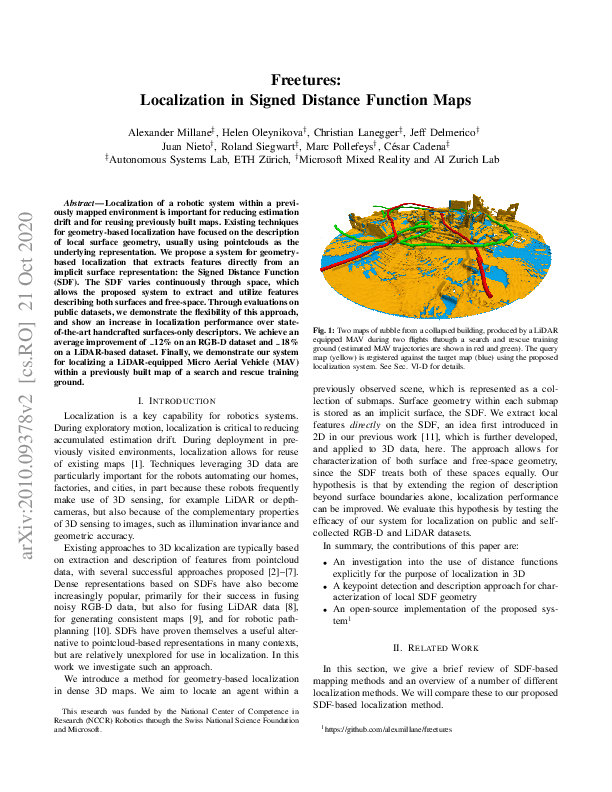 Freetures:
Localization in Signed Distance Function Maps
Alexander Millane‡, Helen Oleynikova‡, Christian Lanegger‡, Jeff Delmerico†
Juan Nieto†, Roland Siegwart‡, Marc Pollefeys†, César Cadena‡
‡Autonomous Systems Lab, ETH Zürich, †Microsoft Mixed Reality and AI Zurich Lab
arXiv:2010.09378v2 [cs.RO] 21 Oct 2020
Abstract—Localization of a robotic system within a previ-
ously mapped environment is important for reducing estimation
drift and for reusing previously built maps. Existing techniques
for geometry-based localization have focused on the description
of local surface geometry, usually using pointclouds as the
underlying representation. We propose a system for geometry-
based localization that extracts features directly from an
implicit surface representation: the Signed Distance Function
(SDF). The SDF varies continuously through space, which
allows the proposed system to extract and utilize features
describing both surfaces and free-space. Through evaluations on
public datasets, we demonstrate the flexibility of this approach,
and show an increase in localization performance over state-
of-the-art handcrafted surfaces-only descriptors. We achieve an
average improvement of ~12% on an RGB-D dataset and ~18%
on a LiDAR-based dataset. Finally, we demonstrate our system
for localizing a LiDAR-equipped Micro Aerial Vehicle (MAV)
within a previously built map of a search and rescue training
ground.
I. INTRODUCTION
Localization is a key capability for robotics systems.
During exploratory motion, localization is critical to reducing
accumulated estimation drift. During deployment in pre-
viously visited environments, localization allows for reuse
of existing maps [1]. Techniques leveraging 3D data are
particularly important for the robots automating our homes,
factories, and cities, in part because these robots frequently
make use of 3D sensing, for example LiDAR or depth-
cameras, but also because of the complementary properties
of 3D sensing to images, such as illumination invariance and
geometric accuracy.
Existing approaches to 3D localization are typically based
on extraction and description of features from pointcloud
data, with several successful approaches proposed [2]–[7].
Dense representations based on SDFs have also become
increasingly popular, primarily for their success in fusing
noisy RGB-D data, but also for fusing LiDAR data [8],
for generating consistent maps [9], and for robotic path-
planning [10]. SDFs have proven themselves a useful alter-
native to pointcloud-based representations in many contexts,
but are relatively unexplored for use in localization. In this
work we investigate such an approach.
We introduce a method for geometry-based localization
in dense 3D maps. We aim to locate an agent within a
This research was funded by the National Center of Competence in
Research (NCCR) Robotics through the Swiss National Science Foundation
and Microsoft.
Fig. 1: Two maps of rubble from a collapsed building, produced by a LiDAR
equipped MAV during two flights through a search and rescue training
ground (estimated MAV trajectories are shown in red and green). The query
map (yellow) is registered against the target map (blue) using the proposed
localization system. See Sec. VI-D for details.
previously observed scene, which is represented as a col-
lection of submaps. Surface geometry within each submap
is stored as an implicit surface, the SDF. We extract local
features directly on the SDF, an idea first introduced in
2D in our previous work [11], which is further developed,
and applied to 3D data, here. The approach allows for
characterization of both surface and free-space geometry,
since the SDF treats both of these spaces equally. Our
hypothesis is that by extending the region of description
beyond surface boundaries alone, localization performance
can be improved. We evaluate this hypothesis by testing the
efficacy of our system for localization on public and self-
collected RGB-D and LiDAR datasets.
In summary, the contributions of this paper are:
• An investigation into the use of distance functions
explicitly for the purpose of localization in 3D
• A keypoint detection and description approach for char-
acterization of local SDF geometry
• An open-source implementation of the proposed sys-
tem1
II. RELATED WORK
In this section, we give a brief review of SDF-based
mapping methods and an overview of a number of different
localization methods. We will compare these to our proposed
SDF-based localization method.
1https://github.com/alexmillane/freetures